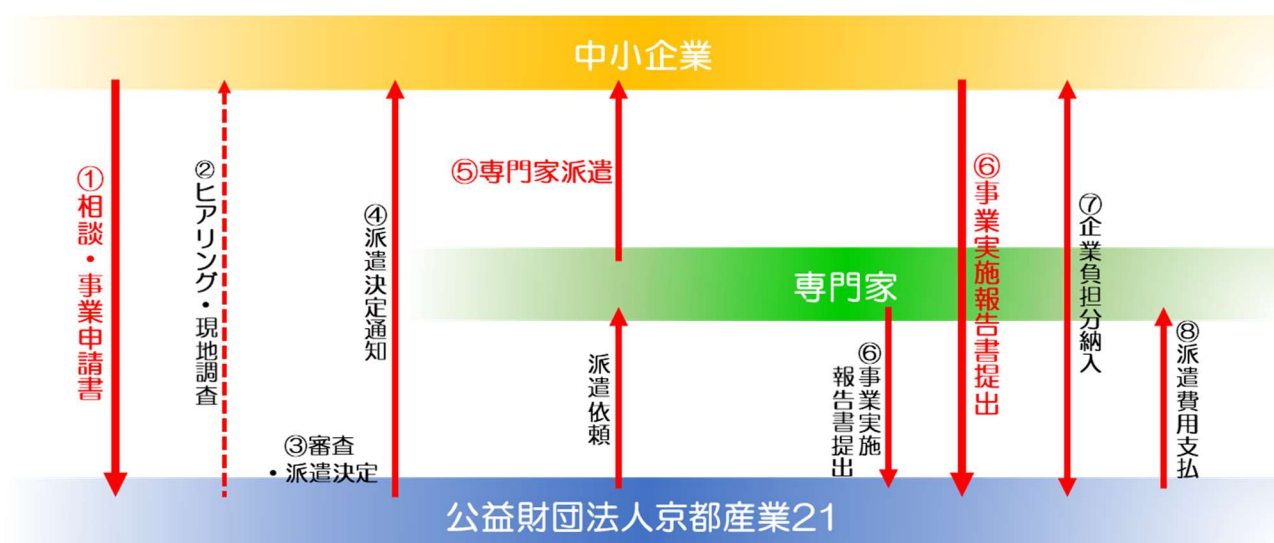 中小企業
①相談・事業申請書
②ヒアリング・現地調査
③審査
・派遣決定
④派遣決定通知
⑤専門家派遣
専門家
派遣依頼
⑥事業実施
報告書提出
⑥事業実施報告書提出
⑦企業負担分納入
⑧派遣費用支払
公益財団法人京都産業21